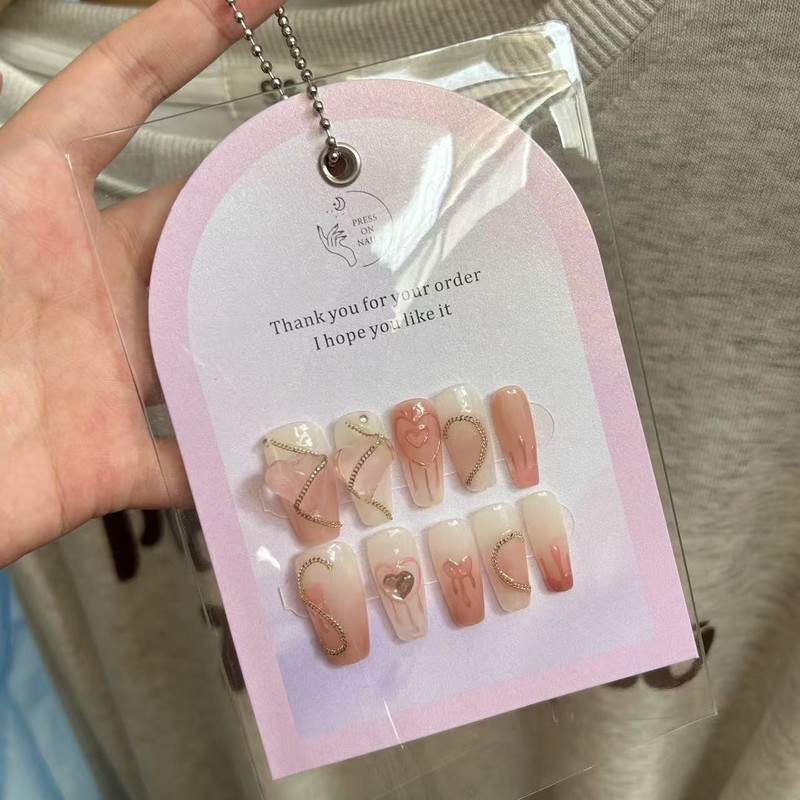 PRESS
ON
NAIL
Thank you for your order
I hope you like it